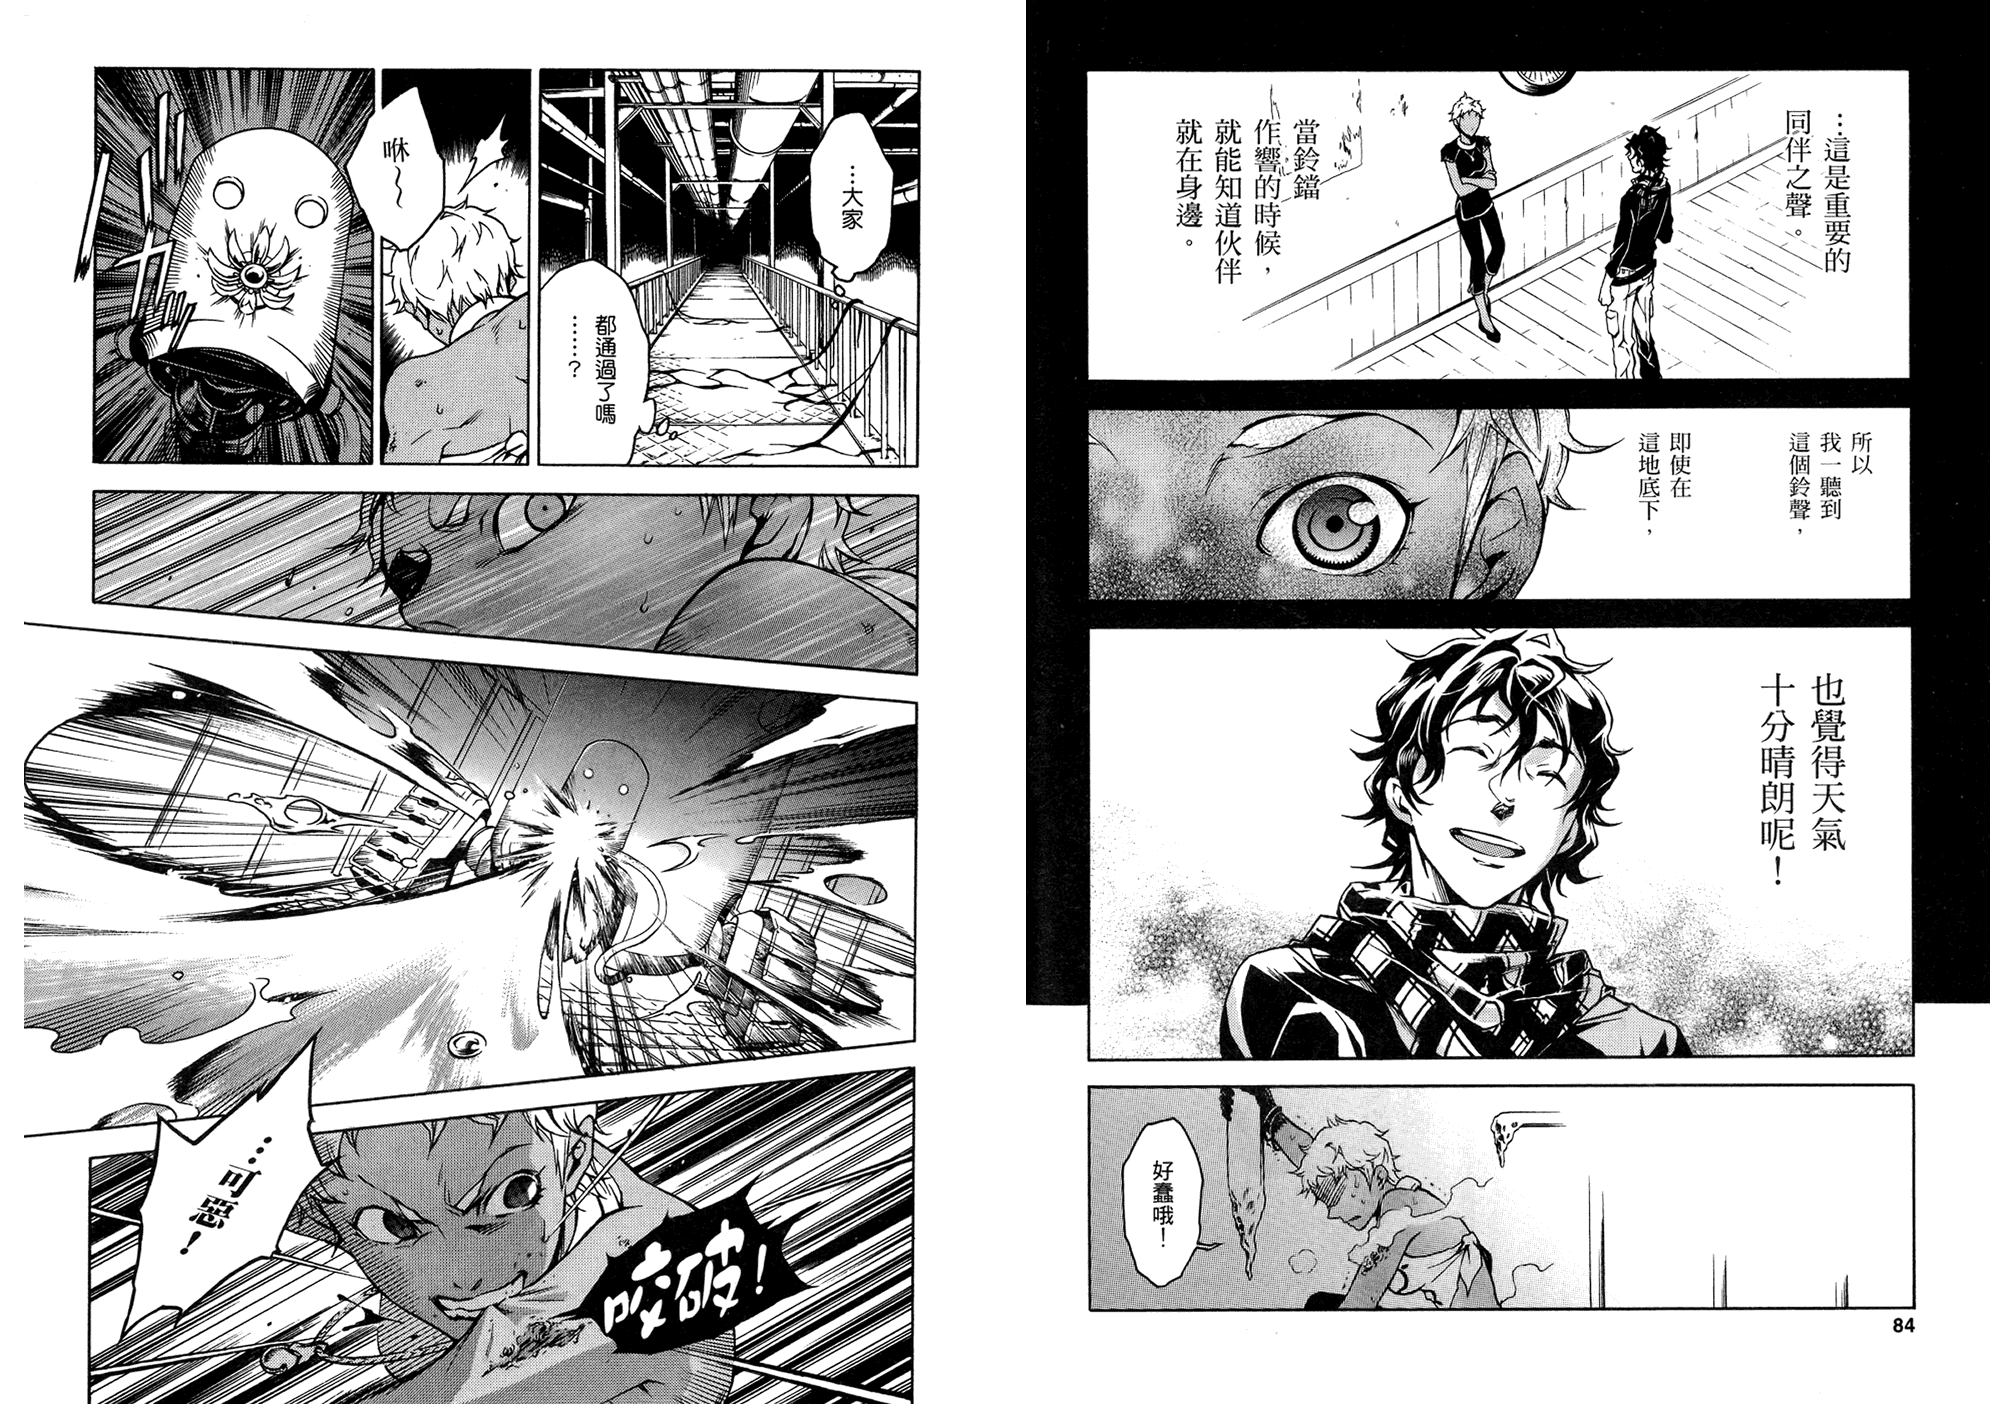 …這是重要的
同伴之聲。
當鈴鐺
作響的時候，
就能知道伙伴
就在身邊。
所以
我一聽到
這個鈴聲，
即使在
這地底下，
也覺得天氣
十分晴朗呢！
好蠢哦！
84
…大家
都通過了嗎
……？
咻～
…可惡！
咬破！